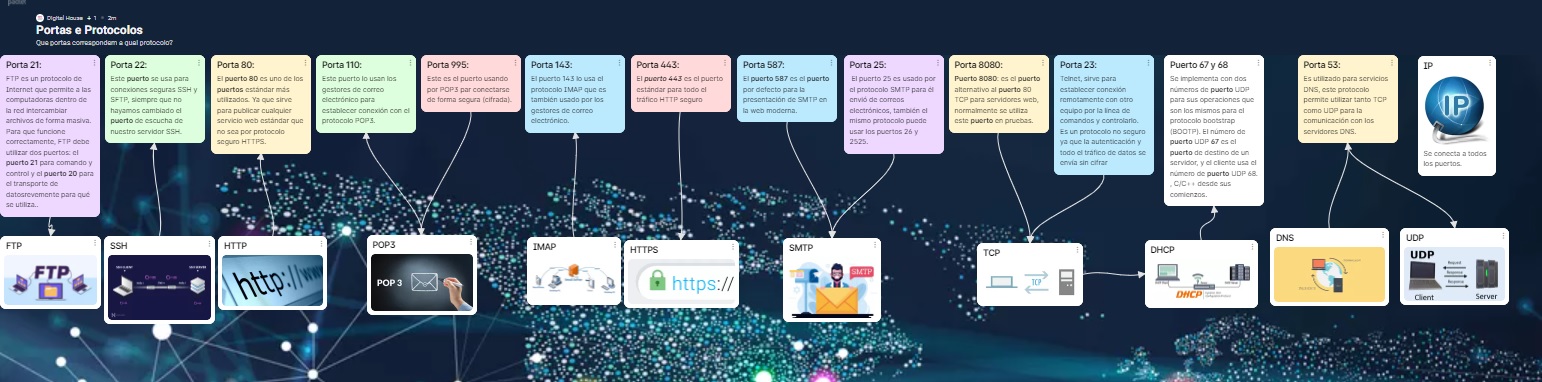 padlet
Digital House + 1 • 2m
Portas e Protocolos
Que portas correspondem a qual protocolo?
Porta 21:
FTP es un protocolo de
Internet que permite a las
computadoras dentro de
la red intercambiar
archivos de forma masiva.
Para que funcione
correctamente, FTP debe
utilizar dos puertos: el
puerto 21 para comando y
control y el puerto 20 para
el transporte de
datosrevemente para qué
se utiliza..
Porta 22:
Este puerto se usa para
conexiones seguras SSH y
SFTP, siempre que no
hayamos cambiado el
puerto de escucha de
nuestro servidor SSH.
Porta 80:
El puerto 80 es uno de los
puertos estándar más
utilizados. Ya que sirve
para publicar cualquier
servicio web estándar que
no sea por protocolo
seguro HTTPS.
Porta 110:
Este puerto lo usan los
gestores de correo
electrónico para
establecer conexión con el
protocolo POP3.
Porta 995:
Este es el puerto usando
por POP3 par conectarse
de forma segura (cifrada).
Porta 143:
El puerto 143 lo usa el
protocolo IMAP que es
también usado por los
gestores de correo
electrónico.
Porta 443:
El puerto 443 es el puerto
estándar para todo el
tráfico HTTP seguro
Porta 587:
El puerto 587 es el puerto
por defecto para la
presentación de SMTP en
la web moderna.
Porta 25:
El puerto 25 es usado por
el protocolo SMTP para él
envió de correos
electrónicos, también el
mismo protocolo puede
usar los puertos 26 y
2525.
Porta 8080:
Puerto 8080: es el puerto
alternativo al puerto 80
TCP para servidores web,
normalmente se utiliza
este puerto en pruebas.
Porta 23:
Telnet, sirve para
establecer conexión
remotamente con otro
equipo por la línea de
comandos y controlarlo.
Es un protocolo no seguro
ya que la autenticación y
todo el tráfico de datos se
envía sin cifrar
Porta 67 y 68
Se implementa con dos
números de puerto UDP
para sus operaciones que
son los mismos para el
protocolo bootstrap
(BOOTP). El número de
puerto UDP 67 es el
puerto de destino de un
servidor, y el cliente usa el
número de puerto UDP 68.
, C/C++ desde sus
comienzos.
Porta 53:
Es utilizado para servicios
DNS, este protocolo
permite utilizar tanto TCP
como UDP para la
comunicación con los
servidores DNS.
IP
IP
Se conecta a todos
los puertos.
FTP
FTP
SSH
HTTP
http://www
POP3
POP 3
IMAP
HTTPS
https://
SMTP
SMTP
TCP
TCP
DHCP
DHCP
DNS
UDP
UDP
Request
Response
Response
Client
Server